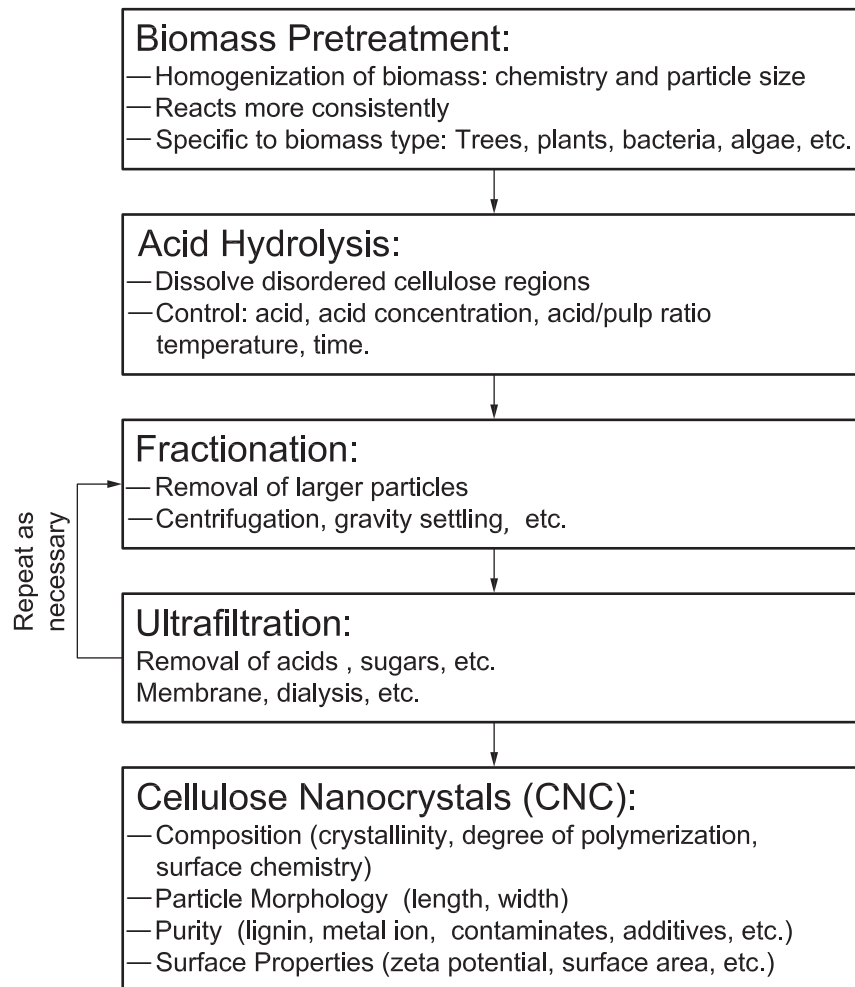 Biomass Pretreatment:
—Homogenization of biomass: chemistry and particle size
—Reacts more consistently
—Specific to biomass type: Trees, plants, bacteria, algae, etc.
Acid Hydrolysis:
—Dissolve disordered cellulose regions
—Control: acid, acid concentration, acid/pulp ratio
temperature, time.
Fractionation:
—Removal of larger particles
—Centrifugation, gravity settling, etc.
Repeat as
necessary
Ultrafiltration:
Removal of acids , sugars, etc.
Membrane, dialysis, etc.
Cellulose Nanocrystals (CNC):
—Composition (crystallinity, degree of polymerization,
surface chemistry)
—Particle Morphology (length, width)
—Purity (lignin, metal ion, contaminates, additives, etc.)
—Surface Properties (zeta potential, surface area, etc.)